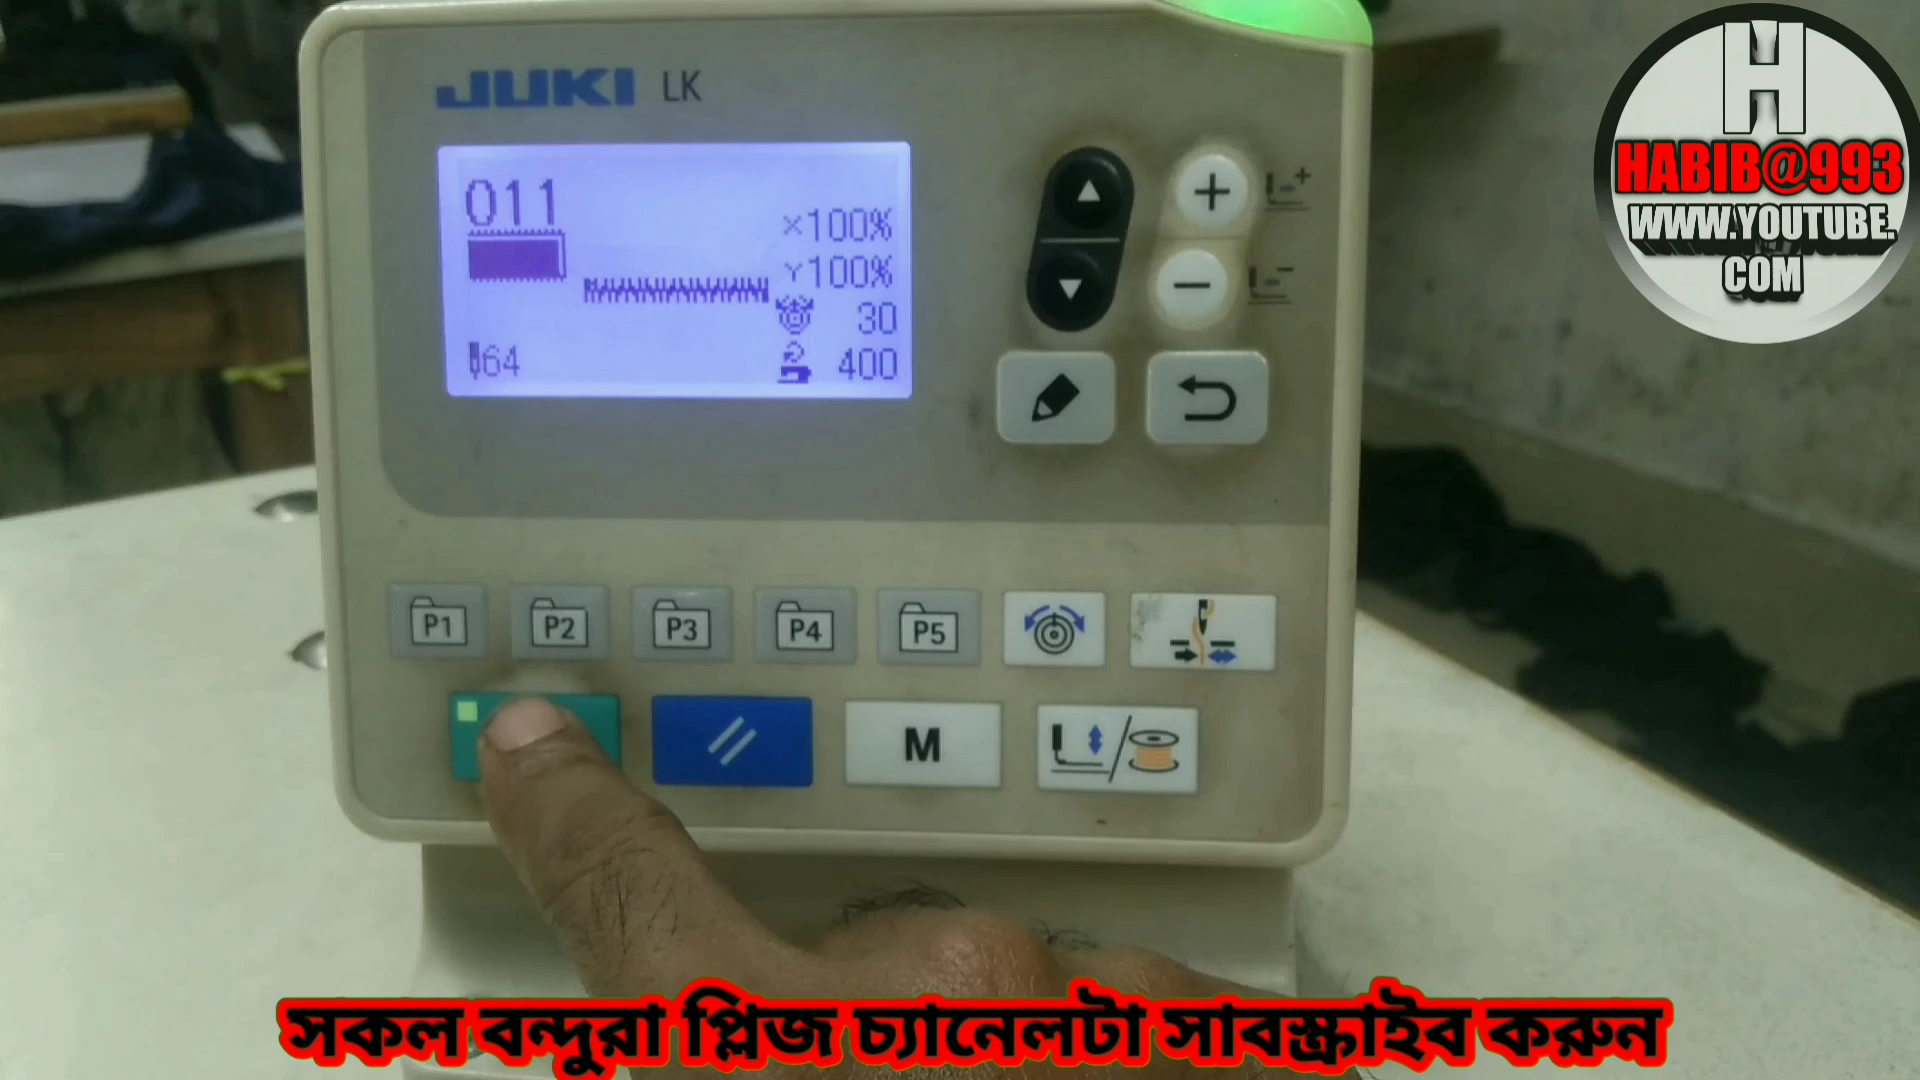 JUKI LK
011
×100%
Y100%
30
64
400
P1 P2 P3 P4 P5
M
H
HABIB@993
WWW.YOUTUBE.
COM
সকল বন্দুরা প্লিজ চ্যানেলটা সাবস্ক্রাইব করুন